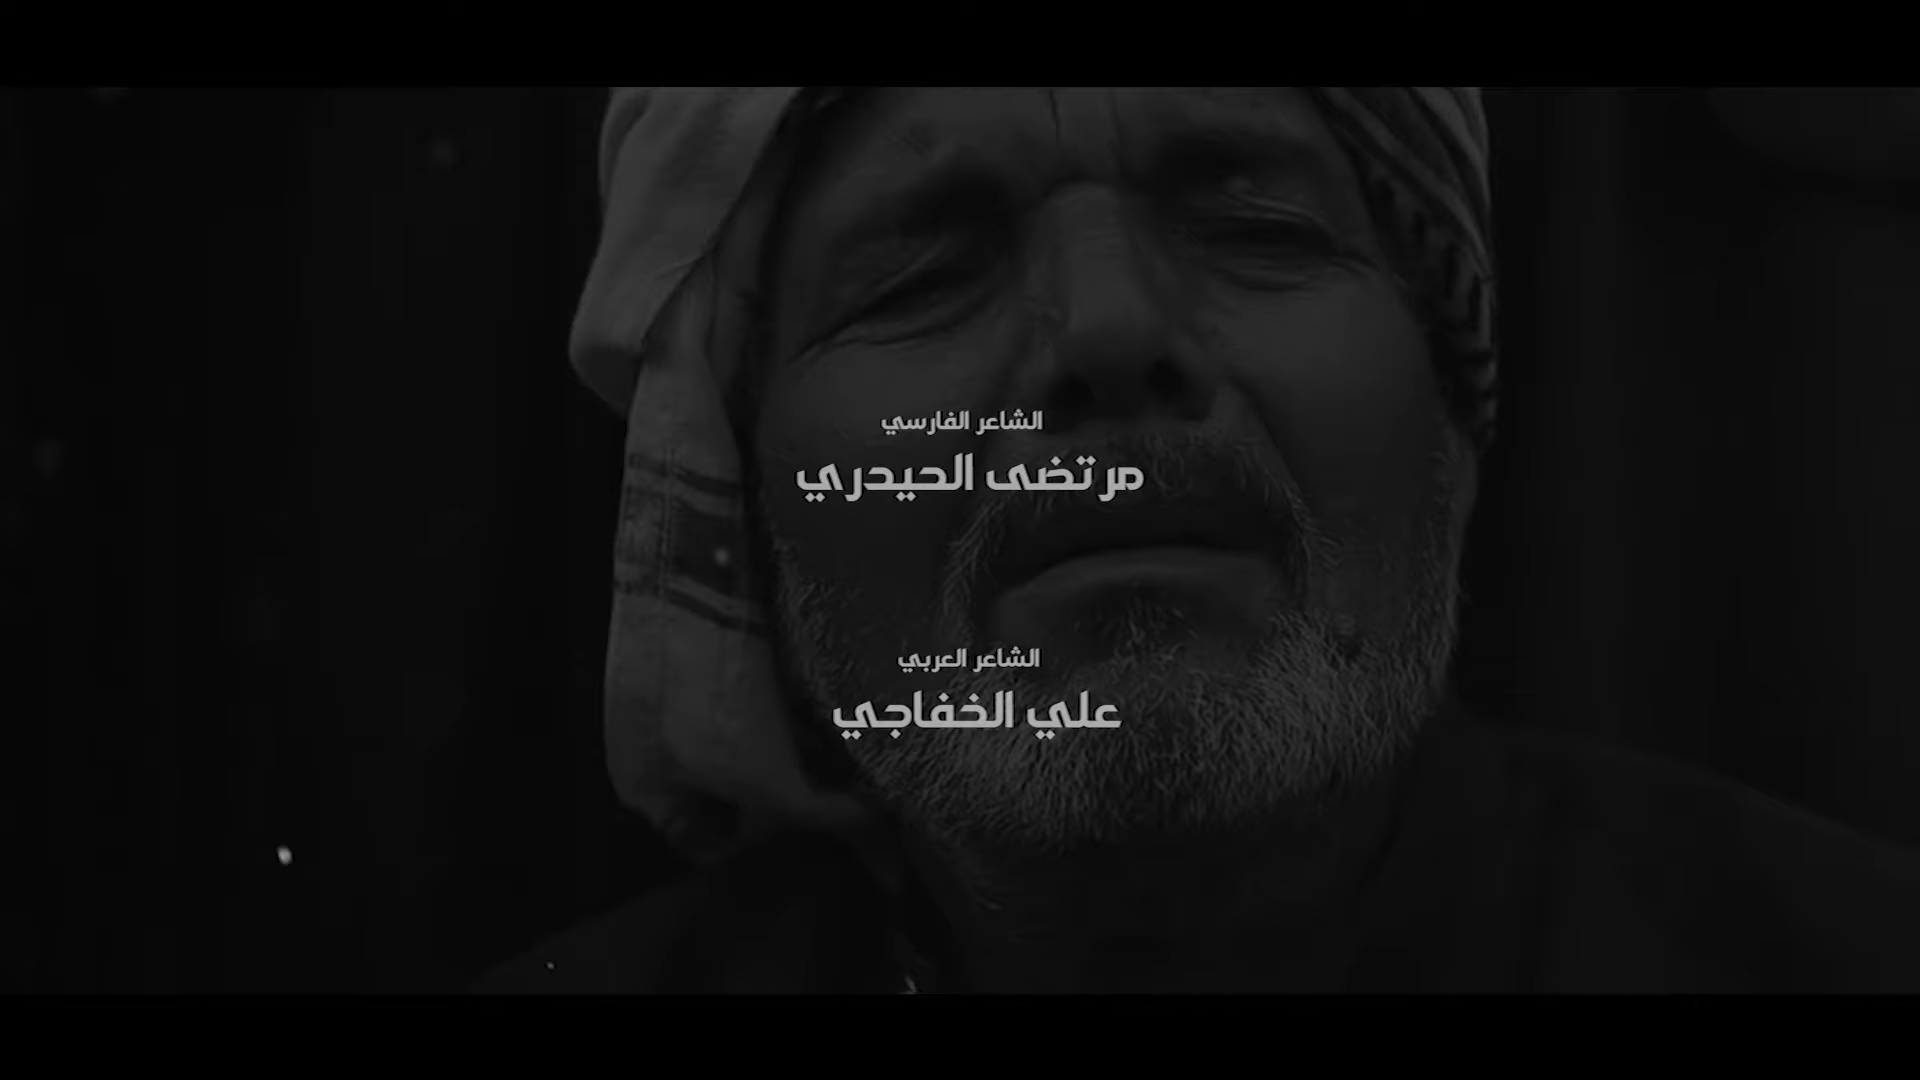 الشاعر الفارسي
مرتضى الحيدري
الشاعر العربي
علي الخفاجي